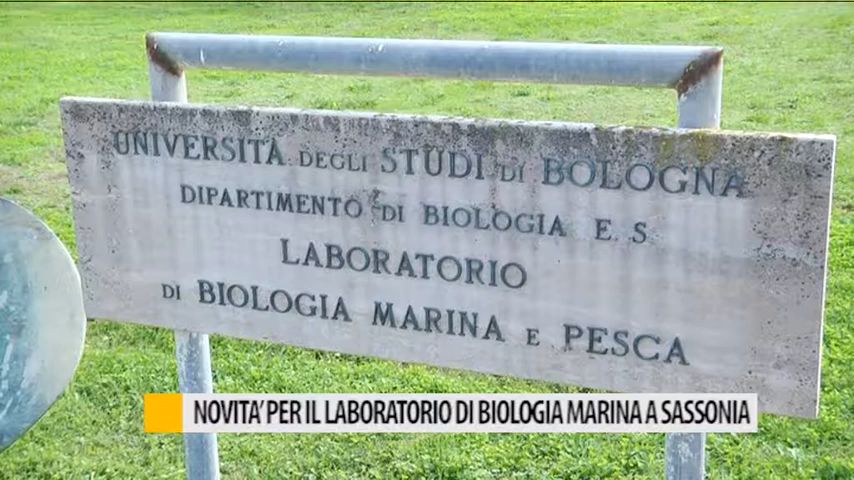 UNIVERSITA DEGLI STUDI DI BOLOGNA
DIPARTIMENTO DI BIOLOGIA E. S
LABORATORIO
DI BIOLOGIA MARINA E PESCA
NOVITA' PER IL LABORATORIO DI BIOLOGIA MARINA A SASSONIA